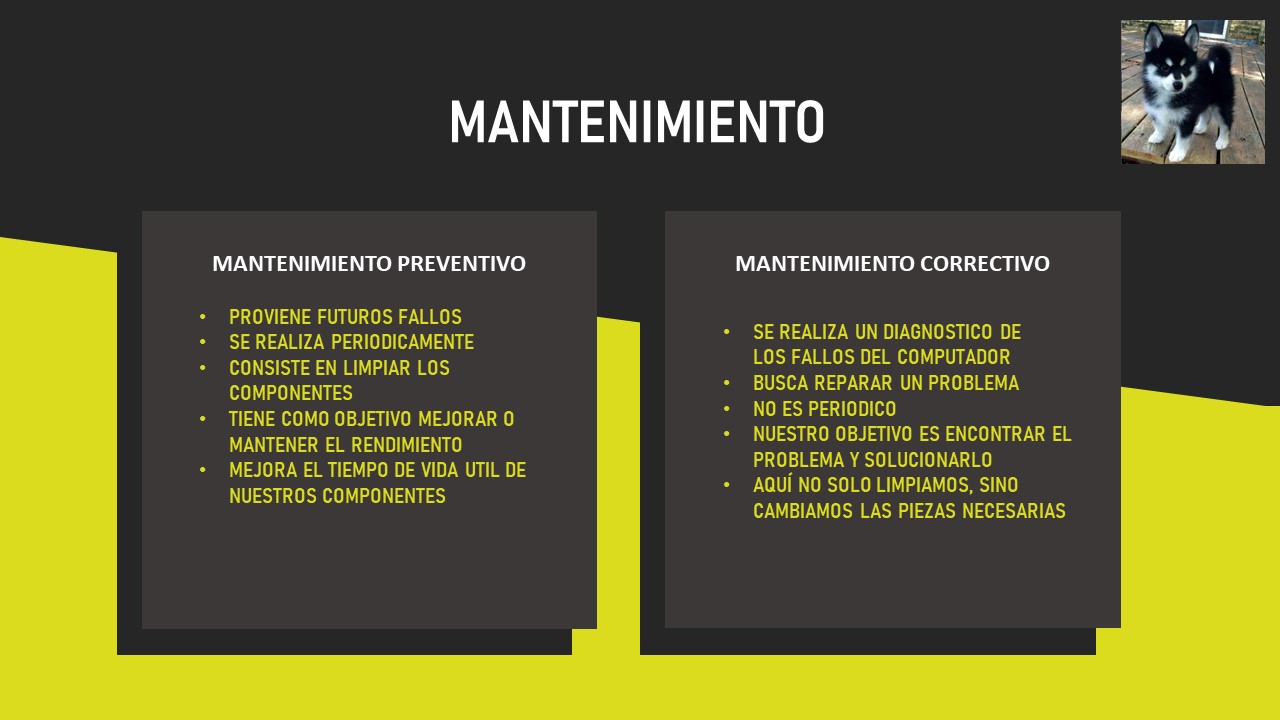 MANTENIMIENTO
MANTENIMIENTO PREVENTIVO
• PROVIENE FUTUROS FALLOS
• SE REALIZA PERIODICAMENTE
• CONSISTE EN LIMPIAR LOS
COMPONENTES
• TIENE COMO OBJETIVO MEJORAR O
MANTENER EL RENDIMIENTO
• MEJORA EL TIEMPO DE VIDA UTIL DE
NUESTROS COMPONENTES
MANTENIMIENTO CORRECTIVO
• SE REALIZA UN DIAGNOSTICO DE
LOS FALLOS DEL COMPUTADOR
• BUSCA REPARAR UN PROBLEMA
• NO ES PERIODICO
• NUESTRO OBJETIVO ES ENCONTRAR EL
PROBLEMA Y SOLUCIONARLO
• AQUÍ NO SOLO LIMPIAMOS, SINO
CAMBIAMOS LAS PIEZAS NECESARIAS